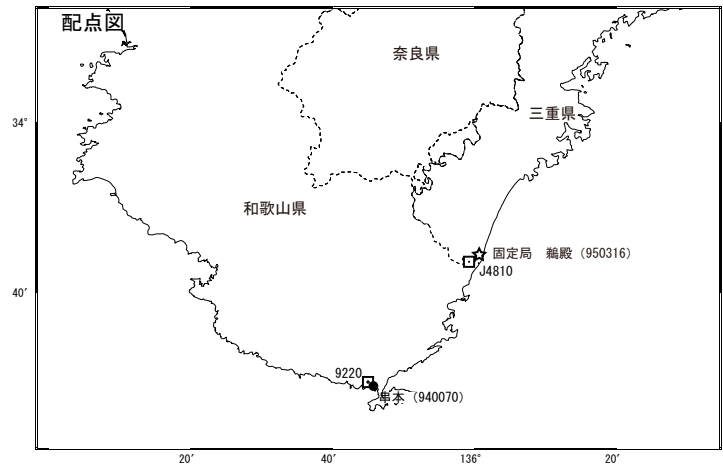 配点図
奈良県
三重県
34°
和歌山県
固定局 鵜殿（950316）
J4810
40′
9220
串本（940070）
20′
40′
136°
20′